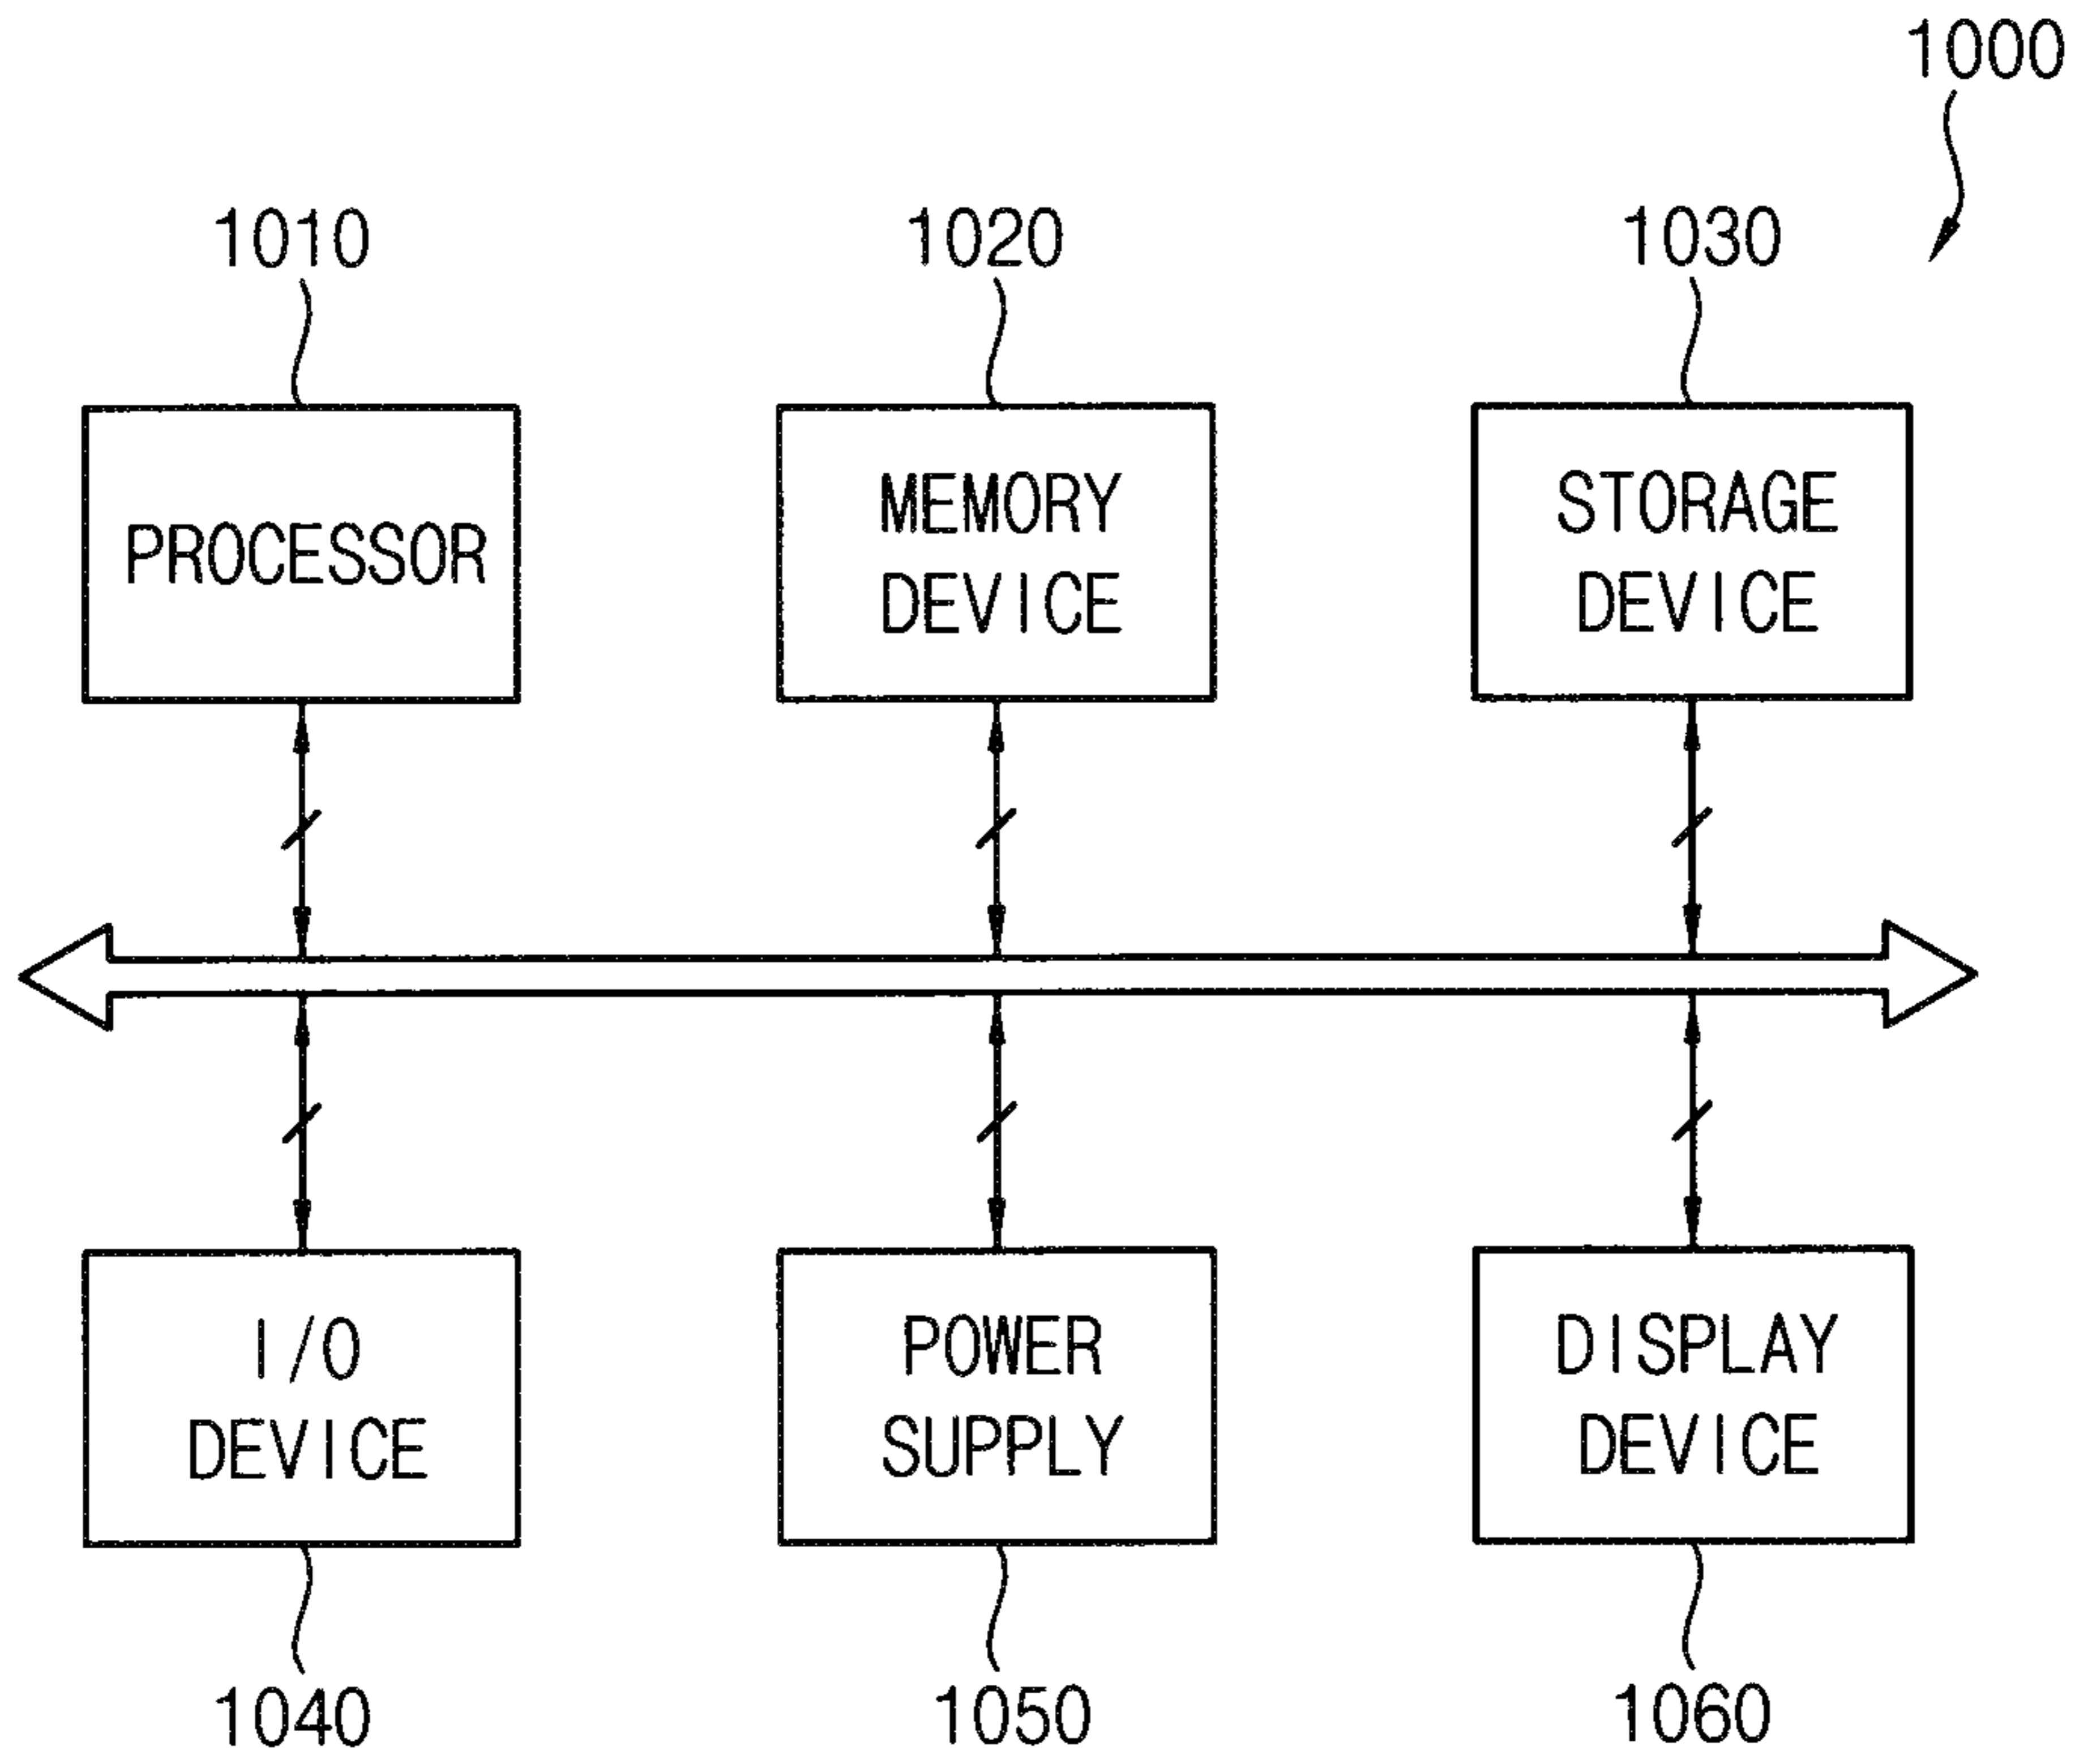 1000
1010
1020
1030
PROCESSOR
MEMORY
DEVICE
STORAGE
DEVICE
I/O
DEVICE
POWER
SUPPLY
DISPLAY
DEVICE
1040
1050
1060